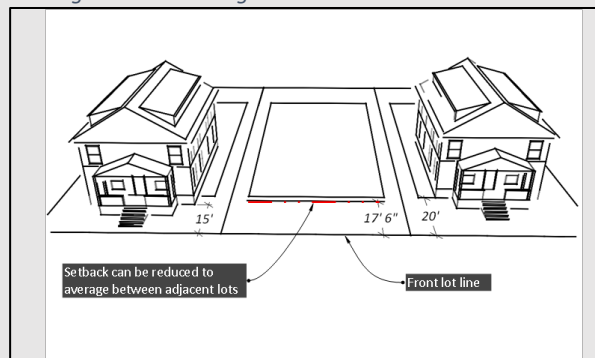 15'
17' 6"
20'
Setback can be reduced to
average between adjacent lots
Front lot line